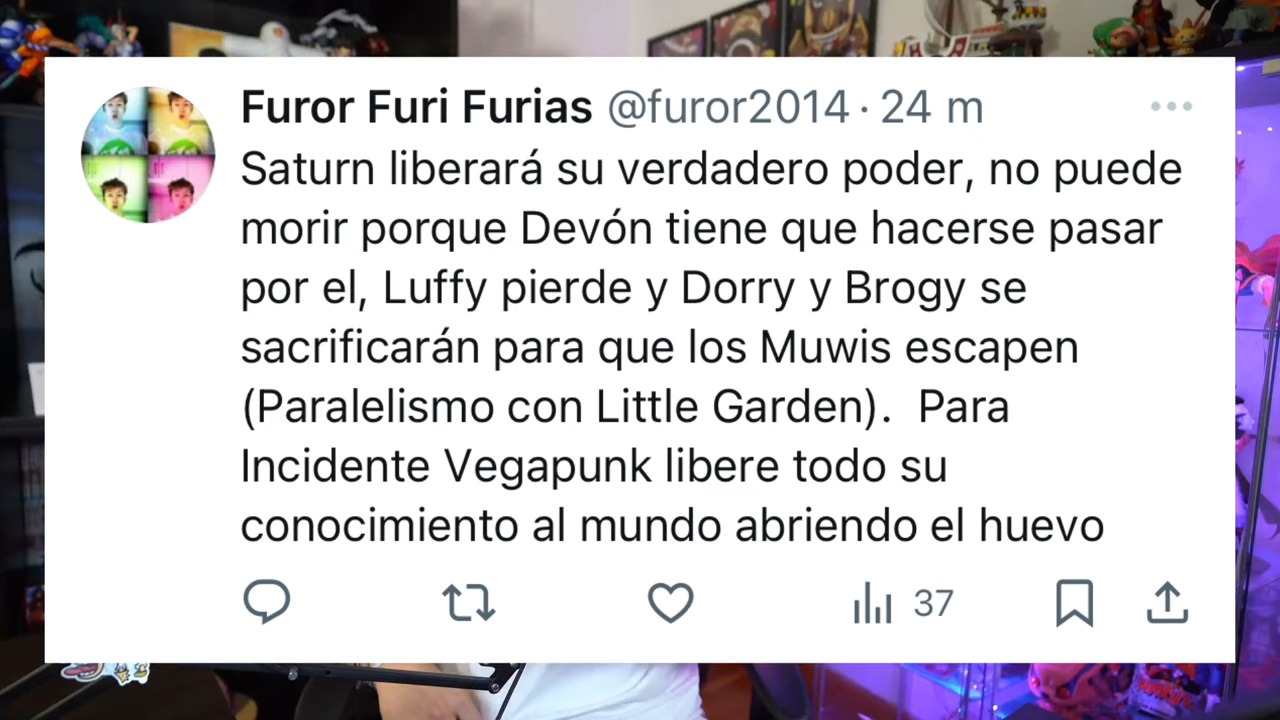 Furor Furi Furias @furor2014 · 24 m
Saturn liberará su verdadero poder, no puede
morir porque Devón tiene que hacerse pasar
por el, Luffy pierde y Dorry y Brogy se
sacrificarán para que los Muwis escapen
(Paralelismo con Little Garden).  Para
Incidente Vegapunk libere todo su
conocimiento al mundo abriendo el huevo
37